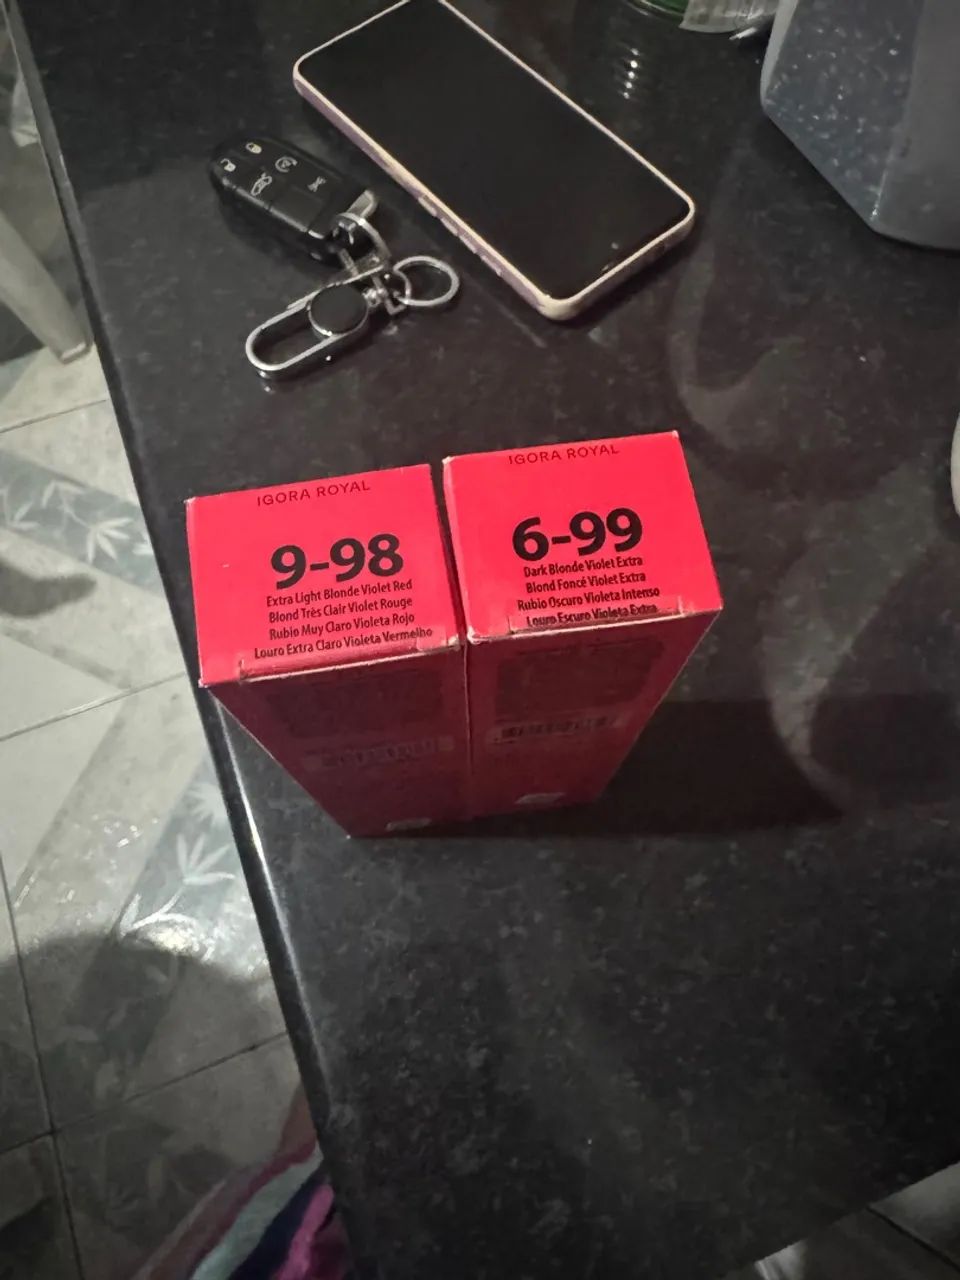 IGORA ROYAL
9-98
Extra Light Blonde Violet Red
Blond Très Clair Violet Rouge
Rubio Muy Claro Violeta Rojo
Louro Extra Claro Violeta Vermelho
IGORA ROYAL
6-99
Dark Blonde Violet Extra
Blond Foncé Violet Extra
Rubio Oscuro Violeta Intenso
Louro Escuro Violeta Extra